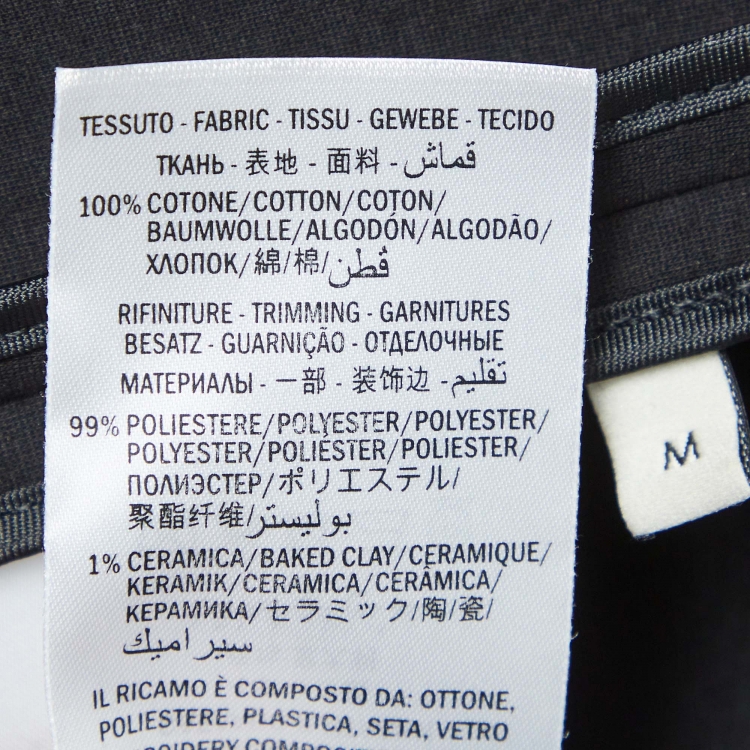 TESSUTO - FABRIC - TISSU - GEWEBE - TECIDO
ТКАНЬ - 表地 - 面料 - قماش
100% COTONE/COTTON/COTON/
BAUMWOLLE/ALGODÓN/ALGODÃO/
ХЛОПОК/綿/棉/قطن
RIFINITURE - TRIMMING - GARNITURES
BESATZ - GUARNIÇÃO - ОТДЕЛОЧНЫЕ
МАТЕРИАЛЫ - 一部 - 装饰边 - تقليم
99% POLIESTERE/POLYESTER/POLYESTER/
POLYESTER/POLIÉSTER/POLIESTER/
ПОЛИЭСТЕР/ポリエステル/
聚酯纤维/بوليستر
1% CERAMICA/BAKED CLAY/CERAMIQUE/
KERAMIK/CERAMICA/CERÂMICA/
КЕРАМИКА/セラミック/陶/瓷/
سيراميك
IL RICAMO È COMPOSTO DA: OTTONE,
POLIESTERE, PLASTICA, SETA, VETRO
M